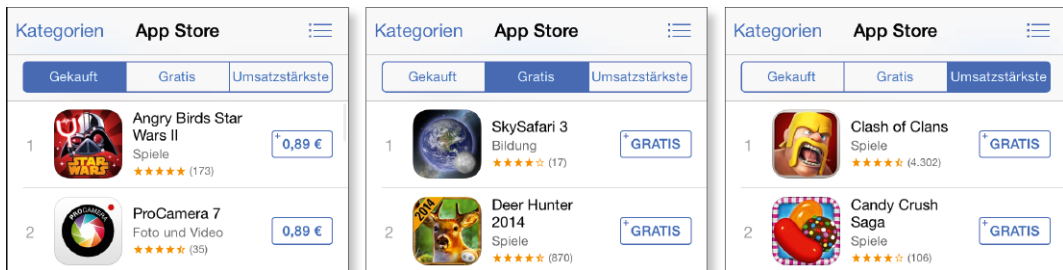 Kategorien App Store
Gekauft Gratis Umsatzstärkste
1
Angry Birds Star
Wars II
Spiele
★★★★★ (173)
+ 0,89 €
STAR
WARS
2
PROCAMERA
ProCamera 7
Foto und Video
(35)
0,89 €
Kategorien App Store
Gekauft Gratis Umsatzstärkste
1
SkySafari 3
Bildung
★★★★☆ (17)
+ GRATIS
2
2014
Deer Hunter
2014
Spiele
(870)
+ GRATIS
Kategorien App Store
Gekauft Gratis Umsatzstärkste
1
Clash of Clans
Spiele
(4.302)
+ GRATIS
2
Candy Crush
Saga
Spiele
★★★★☆ (106)
+ GRATIS